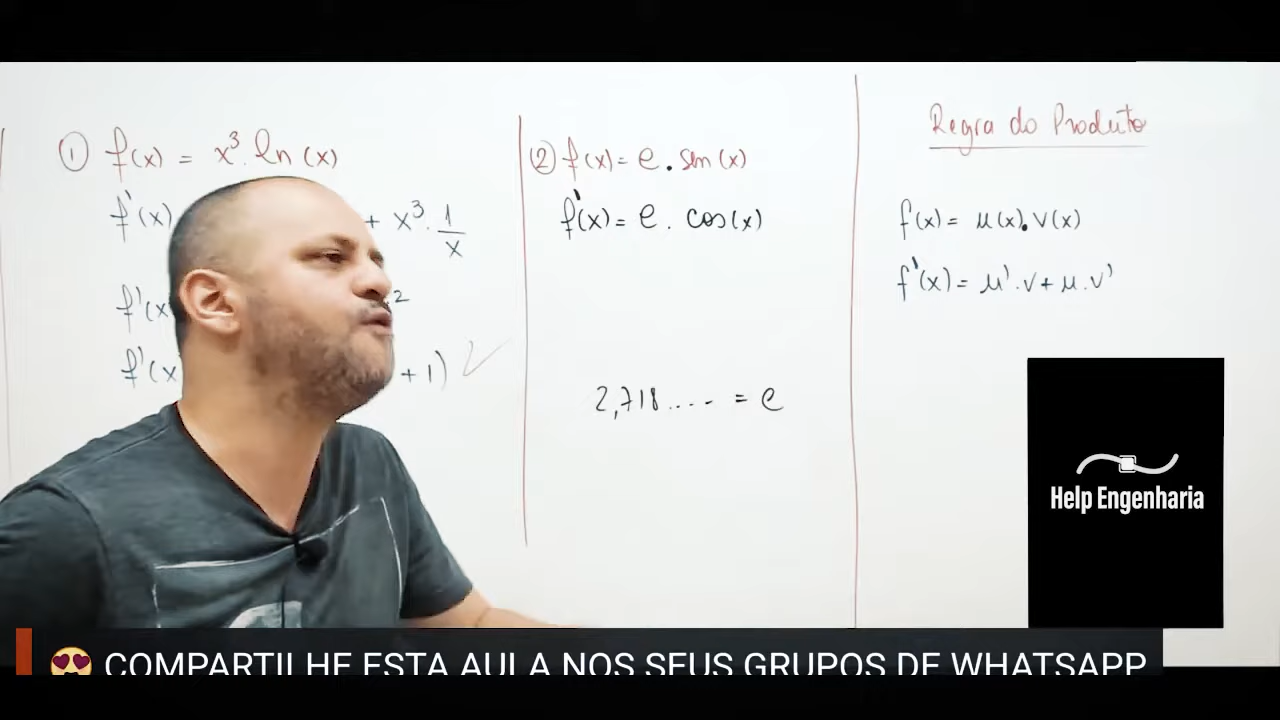 ① f(x) = x³. ln(x)
f'(x) + x³. 1/x
f'(x 2
f'(x + 1) ✓
② f(x) = e . sen(x)
f'(x) = e . cos(x)
2,718.... = e
Regra do Produto
f(x) = μ(x).v(x)
f'(x) = μ'.v + μ.v'
Help Engenharia
😍 COMPARTILHE ESTA AULA NOS SEUS GRUPOS DE WHATSAPP